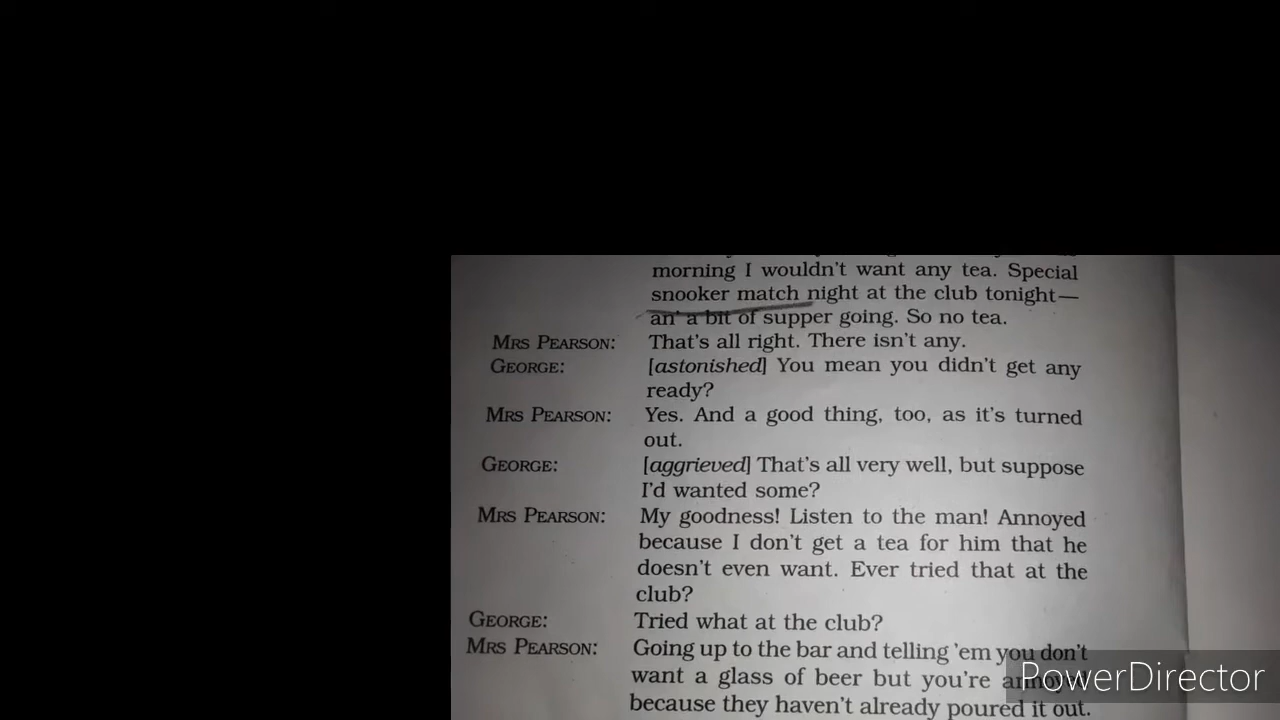 morning I wouldn't want any tea. Special
snooker match night at the club tonight—
an' a bit of supper going. So no tea.
MRS PEARSON: That's all right. There isn't any.
GEORGE: [astonished] You mean you didn't get any
ready?
MRS PEARSON: Yes. And a good thing, too, as it's turned
out.
GEORGE: [aggrieved] That's all very well, but suppose
I'd wanted some?
MRS PEARSON: My goodness! Listen to the man! Annoyed
because I don't get a tea for him that he
doesn't even want. Ever tried that at the
club?
GEORGE: Tried what at the club?
MRS PEARSON: Going up to the bar and telling 'em you don't
want a glass of beer but you're annoyed
because they haven't already poured it out.
PowerDirector